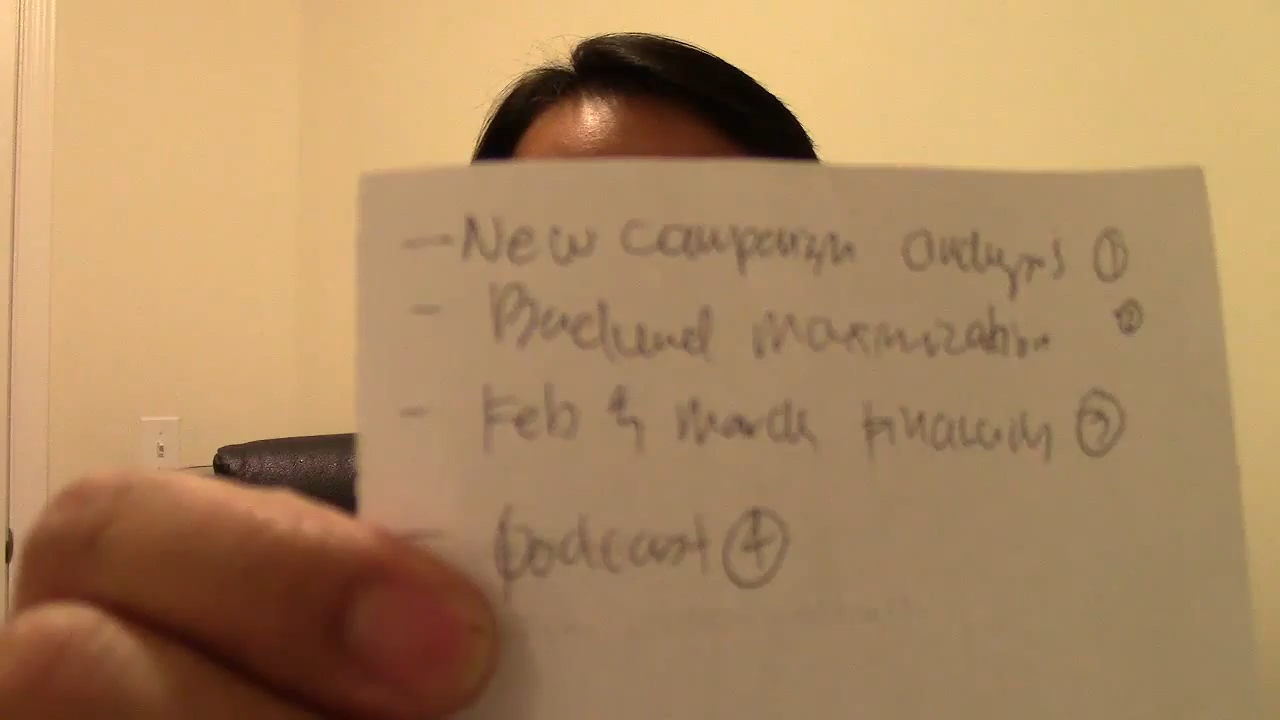 - New campaign analysis ①
- Backend maximization ②
- Feb & march financials ③
- podcast ④